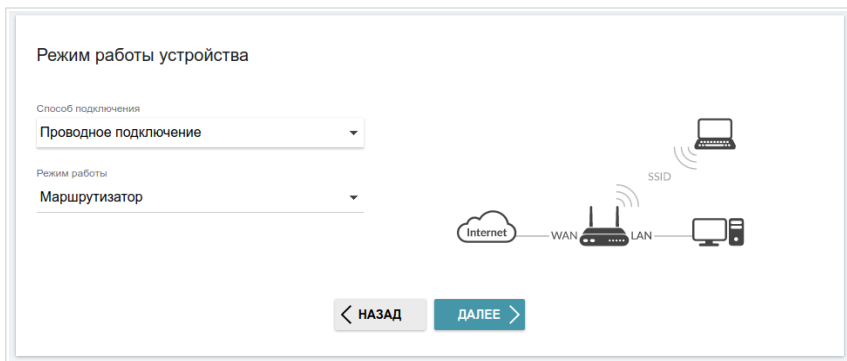 Режим работы устройства
Способ подключения
Проводное подключение
Режим работы
Маршрутизатор
SSID
Internet
WAN
LAN
НАЗАД
ДАЛЕЕ